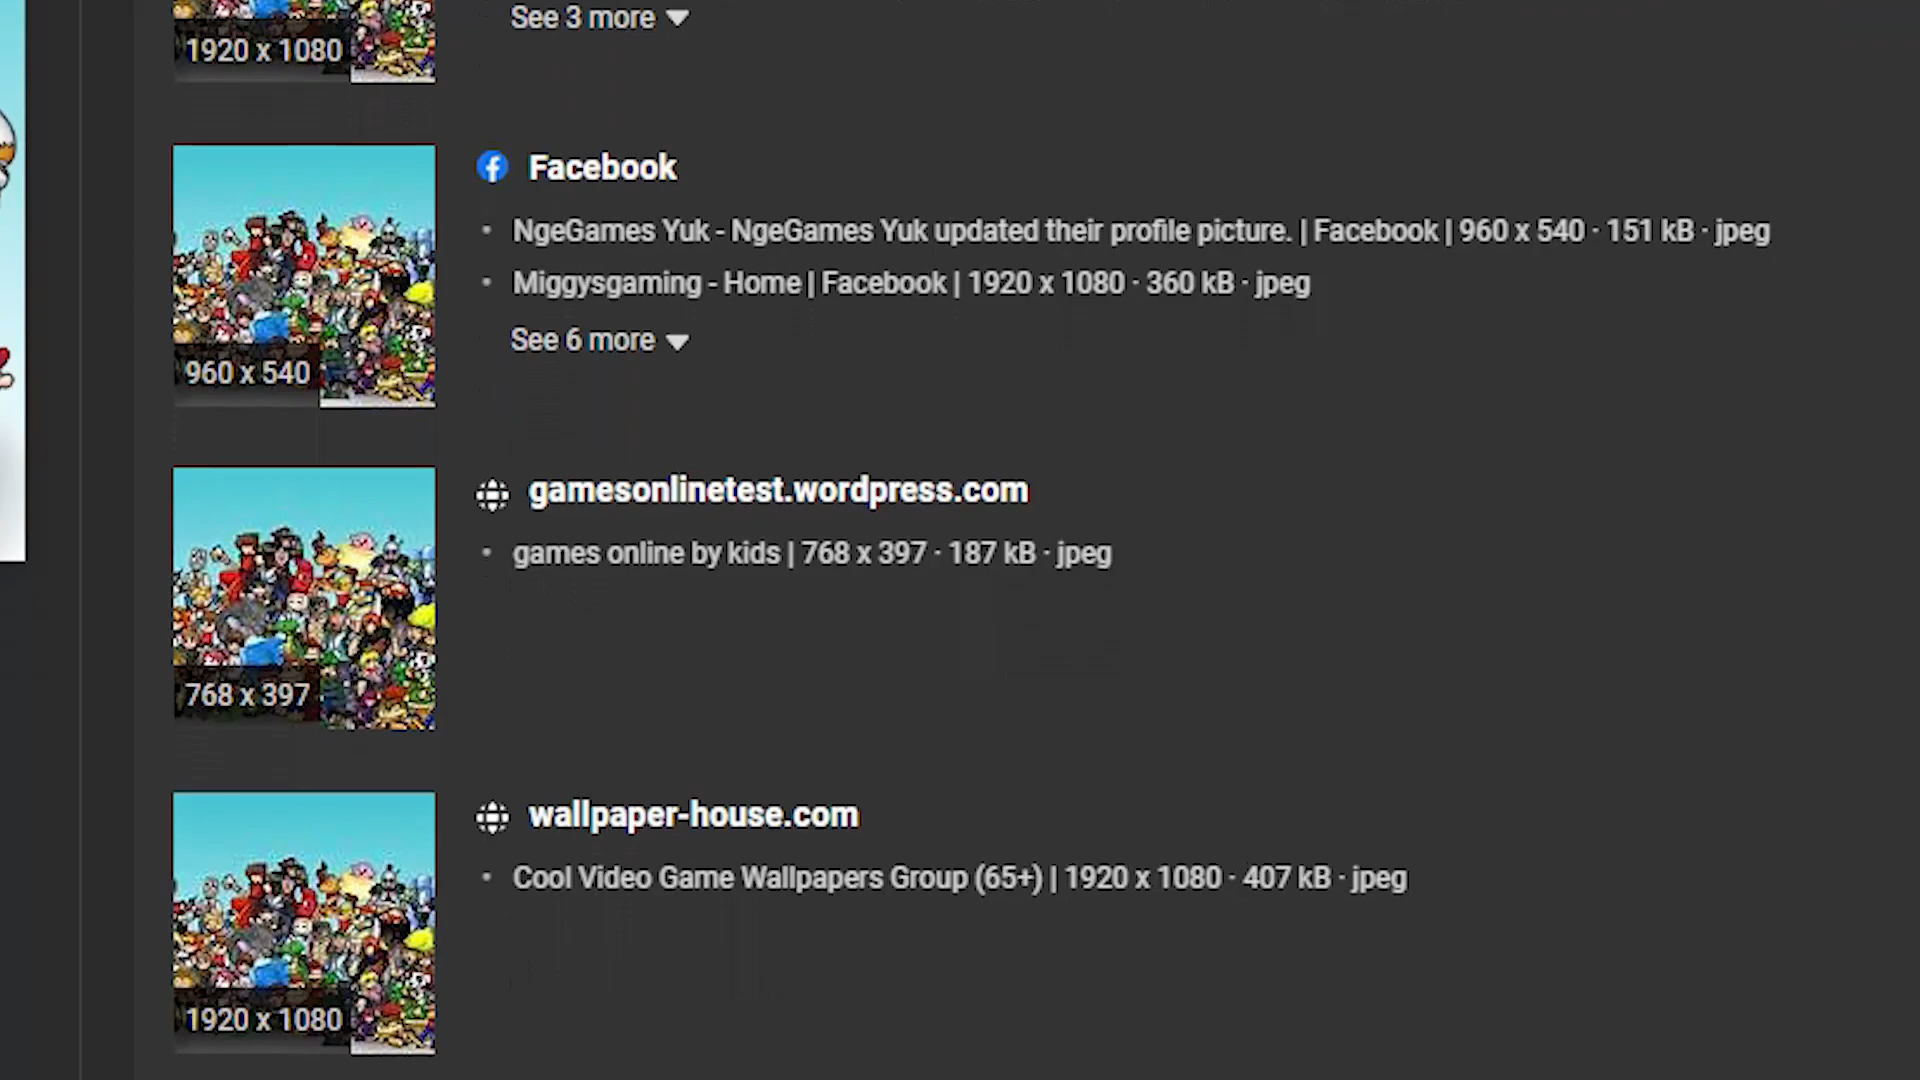 See 3 more
1920 x 1080
Facebook
NgeGames Yuk - NgeGames Yuk updated their profile picture. | Facebook | 960 x 540 · 151 kB · jpeg
Miggysgaming - Home | Facebook | 1920 x 1080 · 360 kB · jpeg
See 6 more
960 x 540
gamesonlinetest.wordpress.com
games online by kids | 768 x 397 · 187 kB · jpeg
768 x 397
wallpaper-house.com
Cool Video Game Wallpapers Group (65+) | 1920 x 1080 · 407 kB · jpeg
1920 x 1080